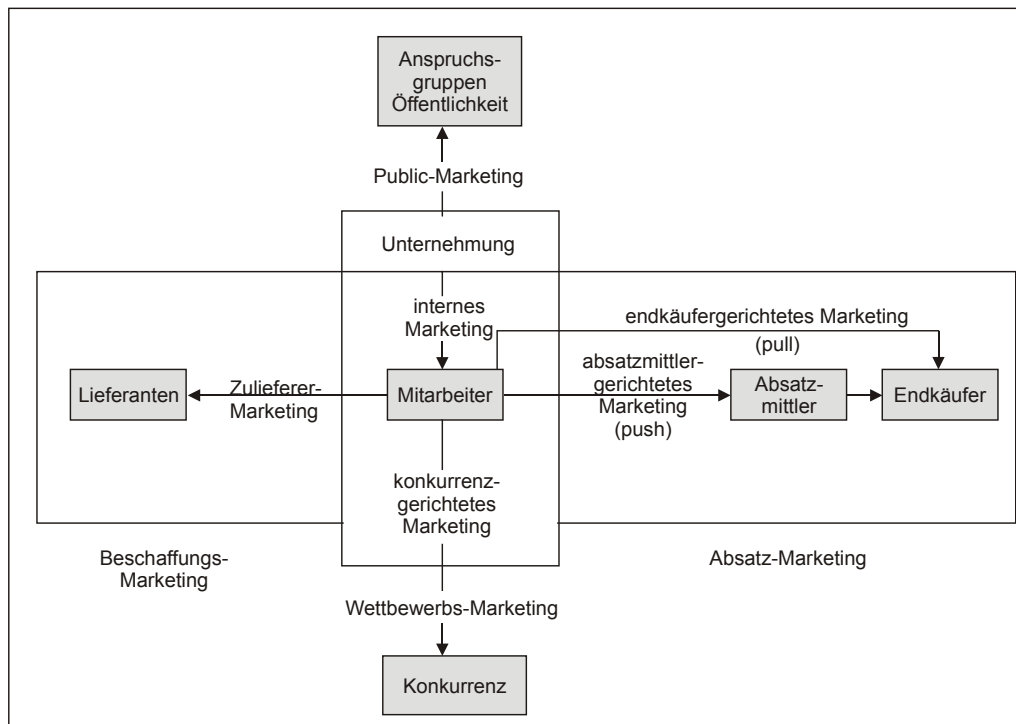 Anspruchs-
gruppen
Öffentlichkeit
Public-Marketing
Unternehmung
internes
Marketing
endkäufergerichtetes Marketing
(pull)
Lieferanten
Zulieferer-
Marketing
Mitarbeiter
absatzmittler-
gerichtetes
Marketing
(push)
Absatz-
mittler
Endkäufer
konkurrenz-
gerichtetes
Marketing
Beschaffungs-
Marketing
Absatz-Marketing
Wettbewerbs-Marketing
Konkurrenz